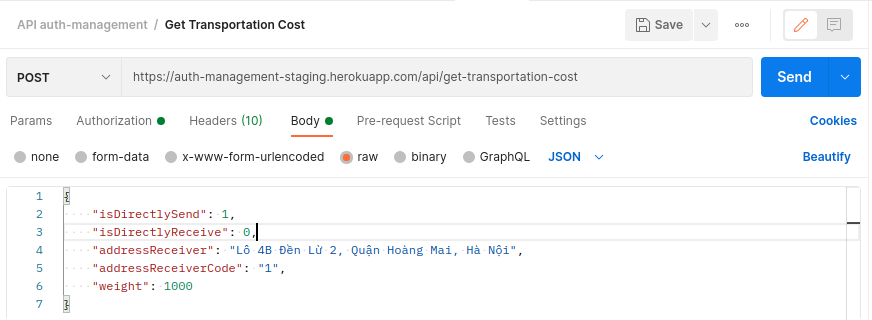 API auth-management / Get Transportation Cost
Save
POST
https://auth-management-staging.herokuapp.com/api/get-transportation-cost
Send
Params Authorization Headers (10) Body Pre-request Script Tests Settings Cookies
none form-data x-www-form-urlencoded raw binary GraphQL JSON Beautify
1 {
2 "isDirectlySend": 1,
3 "isDirectlyReceive": 0,
4 "addressReceiver": "Lô 4B Đền Lừ 2, Quận Hoàng Mai, Hà Nội",
5 "addressReceiverCode": "1",
6 "weight": 1000
7 }